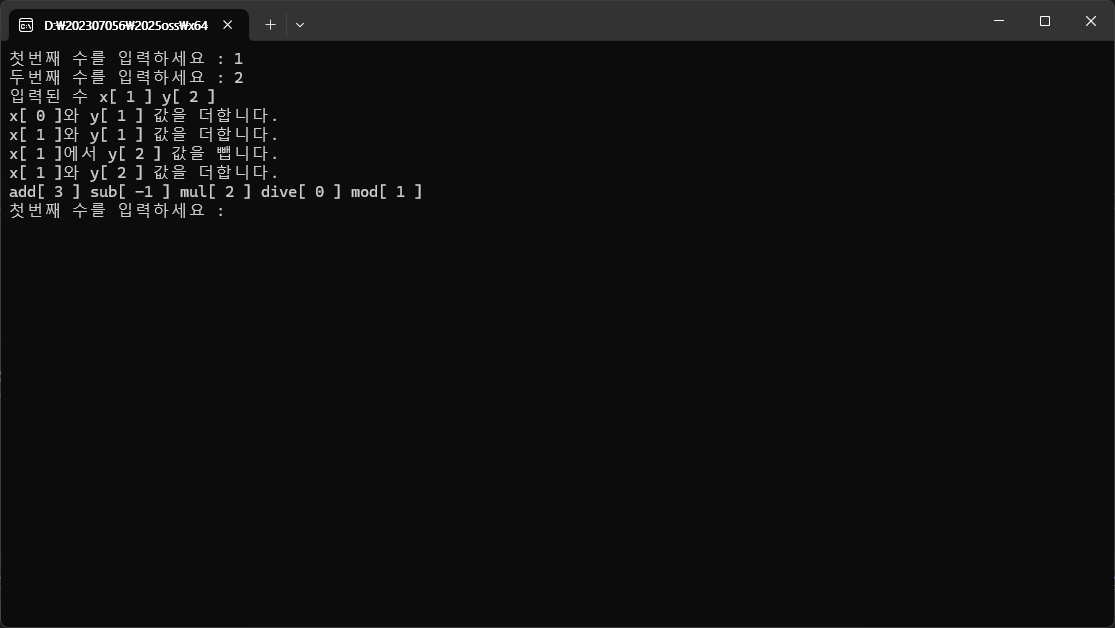 D:₩202307056₩2025oss₩x64
첫번째 수를 입력하세요 : 1
두번째 수를 입력하세요 : 2
입력된 수 x[ 1 ] y[ 2 ]
x[ 0 ]와 y[ 1 ] 값을 더합니다.
x[ 1 ]와 y[ 1 ] 값을 더합니다.
x[ 1 ]에서 y[ 2 ] 값을 뺍니다.
x[ 1 ]와 y[ 2 ] 값을 더합니다.
add[ 3 ] sub[ -1 ] mul[ 2 ] dive[ 0 ] mod[ 1 ]
첫번째 수를 입력하세요 :